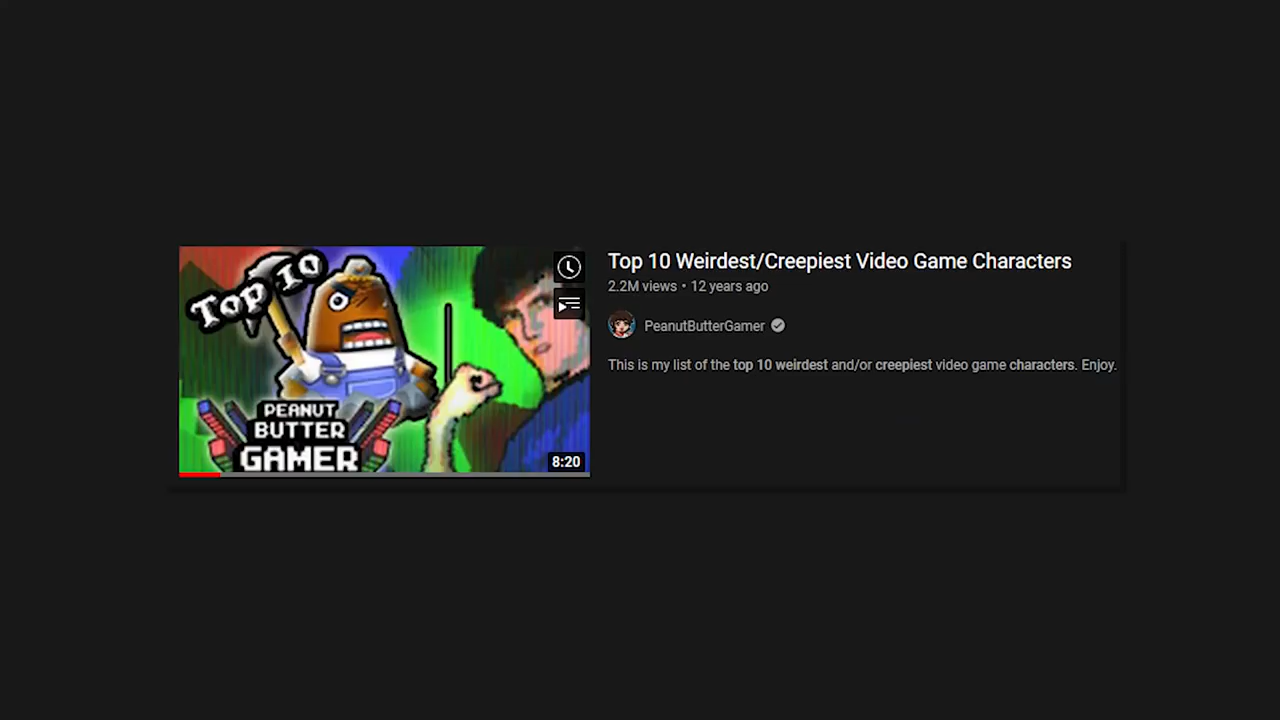 Top 10
PEANUT
BUTTER
GAMER
8:20
Top 10 Weirdest/Creepiest Video Game Characters
2.2M views • 12 years ago
PeanutButterGamer
This is my list of the top 10 weirdest and/or creepiest video game characters. Enjoy.